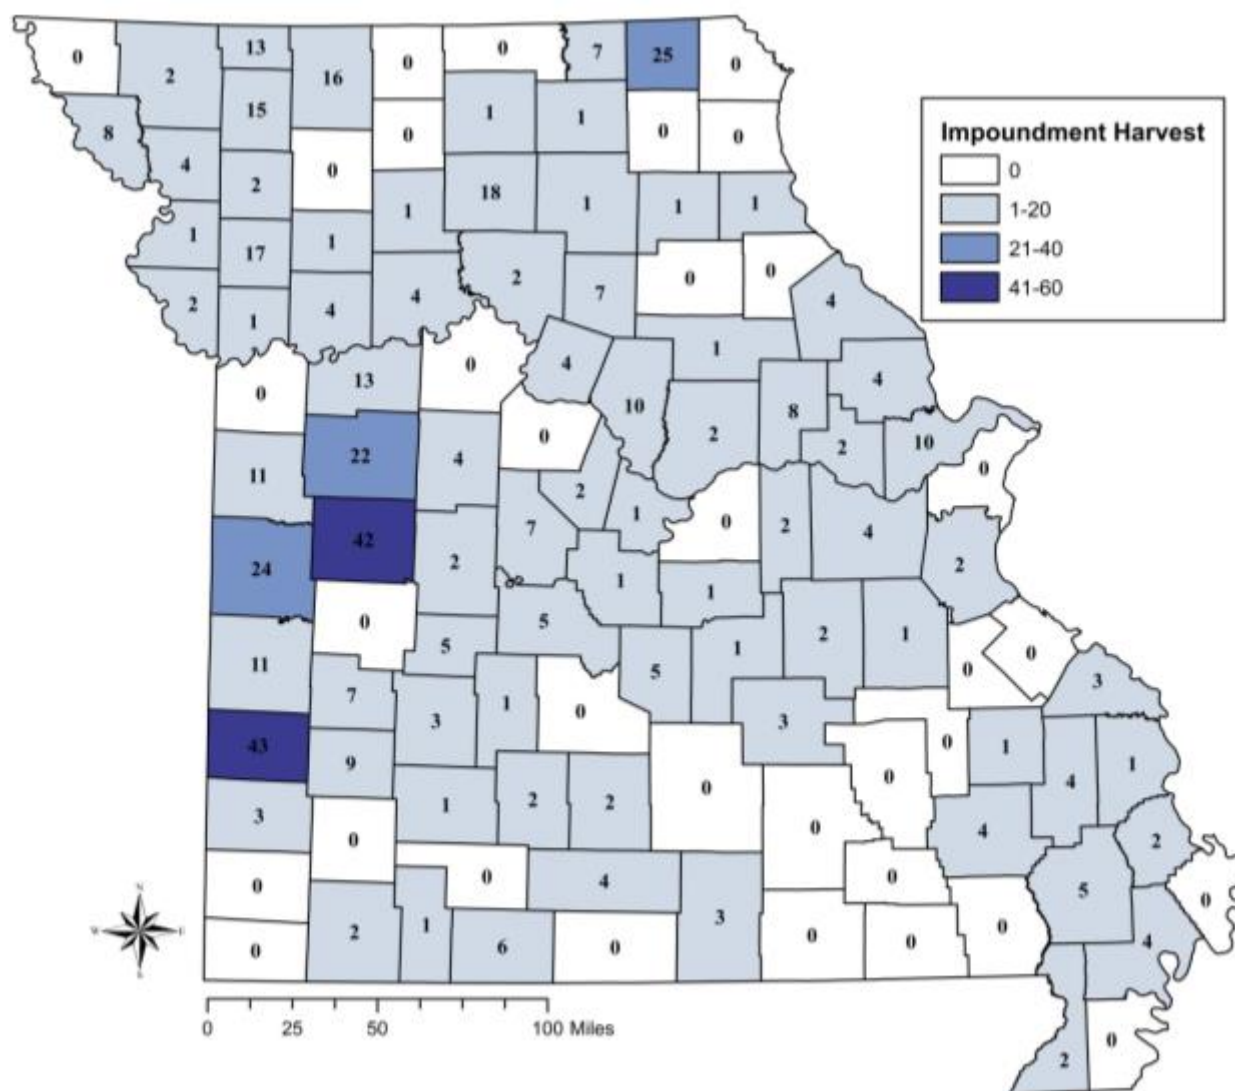 0 2 13 16 0 0 7 25 0
8 15 0 1 1 0 0
4 2 0 18 1 1 1
1 17 1 1 2 7 0 0
2 1 4 4 4
0 13 0 4 1 4
11 22 4 0 10 2 8 2 10 0
24 42 2 7 2 1 0 2 4 2
0 5 5 1 1 2 1 0 0 3
11 7 3 1 0 5 1 3 0 1 4 1
43 9 1 2 2 0 0 0 4 2
3 0 0 4 0 5 0
0 2 1 6 0 3 0 0 0 4
0
2 0
Impoundment Harvest
0
1-20
21-40
41-60
N
W E
S
0 25 50 100 Miles